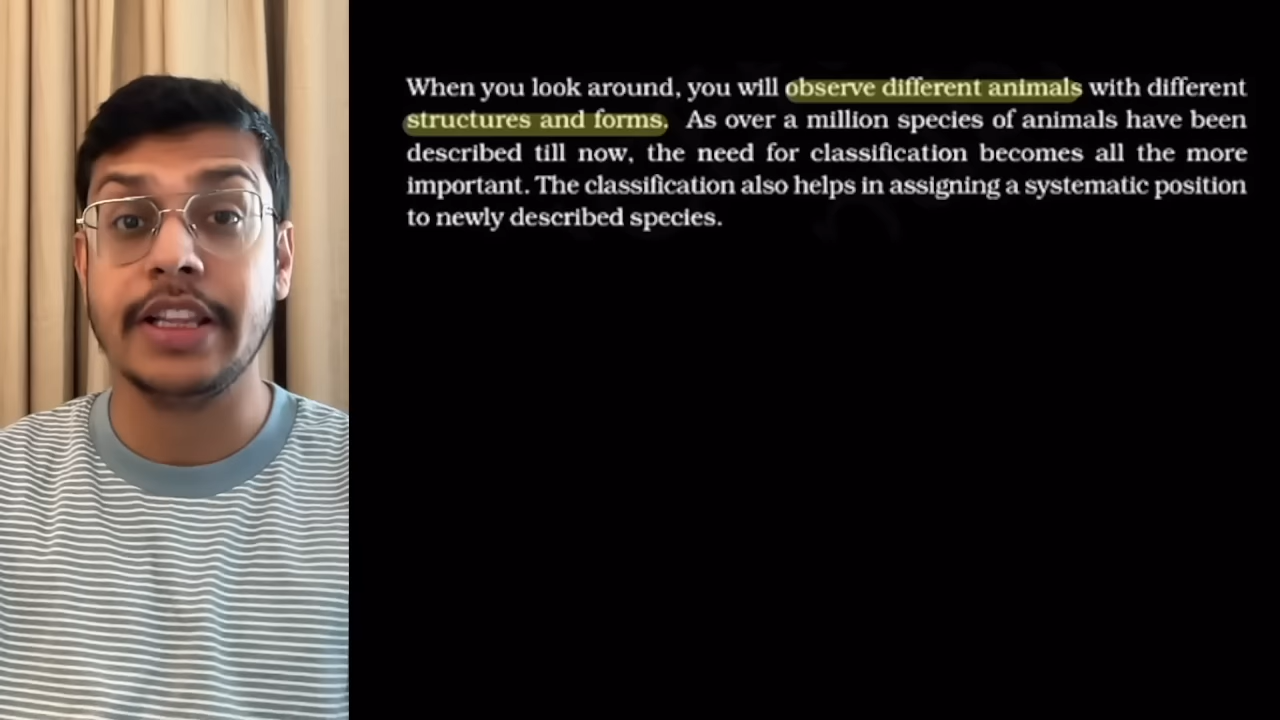 When you look around, you will observe different animals with different
structures and forms. As over a million species of animals have been
described till now, the need for classification becomes all the more
important. The classification also helps in assigning a systematic position
to newly described species.